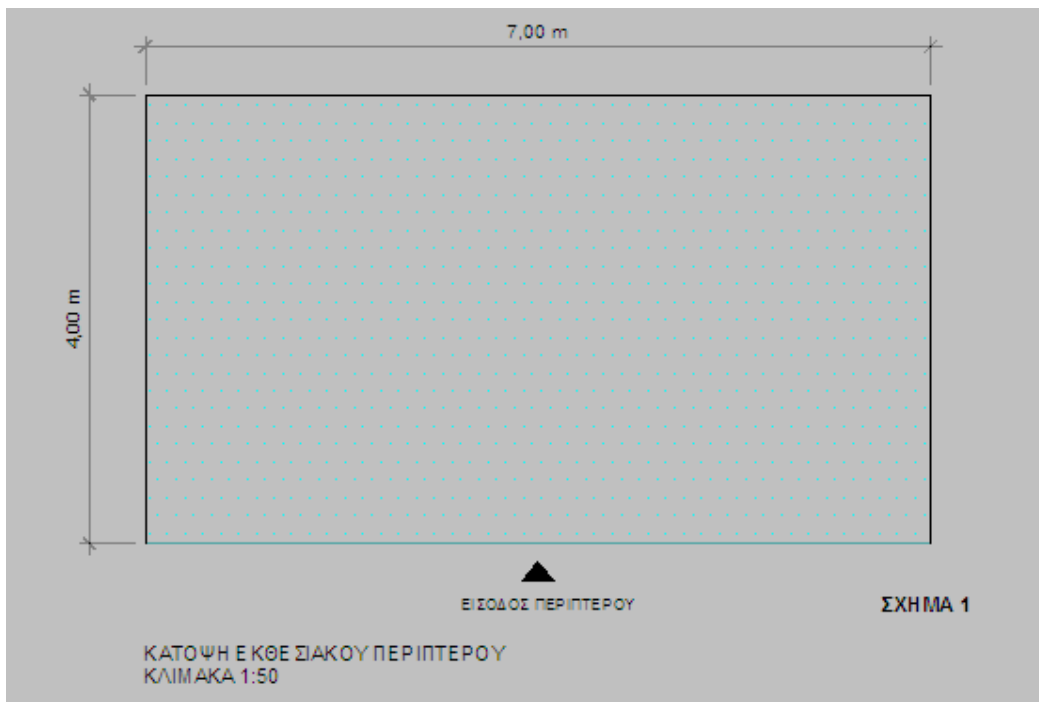 7,00 m
4,00 m
ΕΙΣΟΔΟΣ ΠΕΡΙΠΤΕΡΟΥ
ΣΧΗΜΑ 1
ΚΑΤΟΨΗ ΕΚΘΕΣΙΑΚΟΥ ΠΕΡΙΠΤΕΡΟΥ
ΚΛΙΜΑΚΑ 1:50